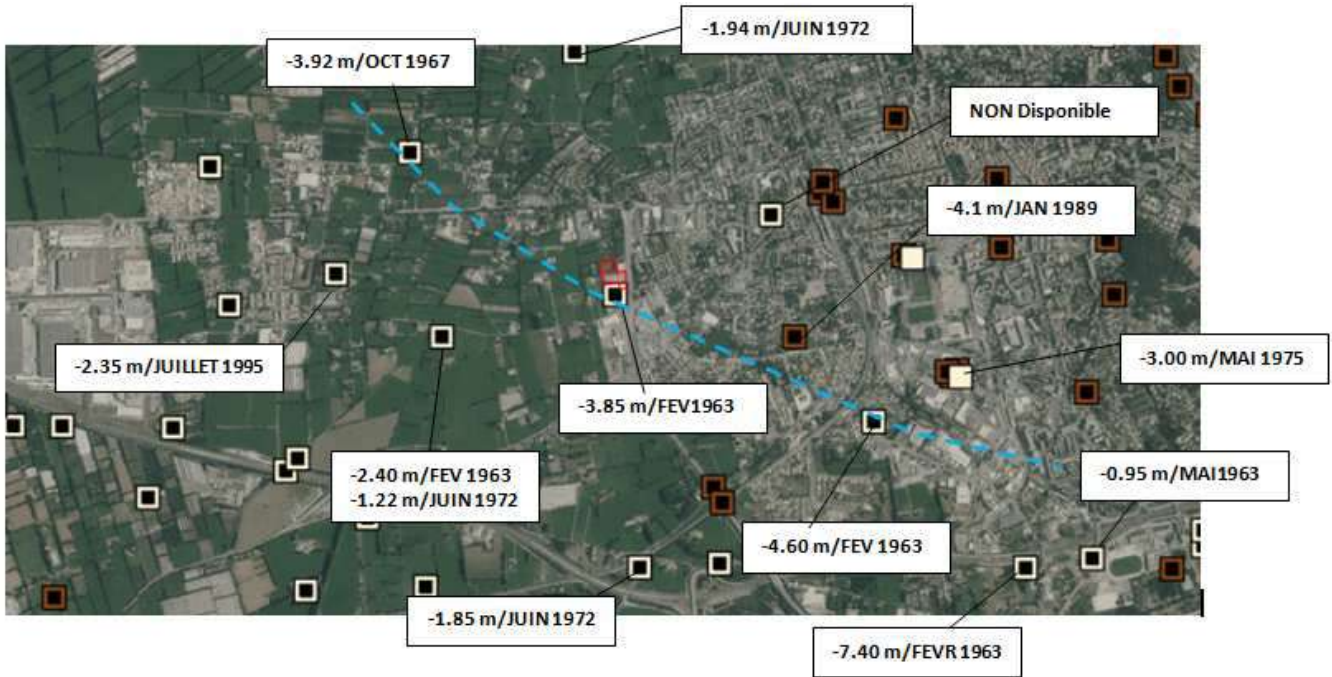 -1.94 m/JUIN 1972
-3.92 m/OCT 1967
NON Disponible
-4.1 m/JAN 1989
-2.35 m/JUILLET 1995
-3.00 m/MAI 1975
-3.85 m/FEV1963
-2.40 m/FEV 1963
-1.22 m/JUIN 1972
-0.95 m/MAI1963
-4.60 m/FEV 1963
-1.85 m/JUIN 1972
-7.40 m/FEVR 1963